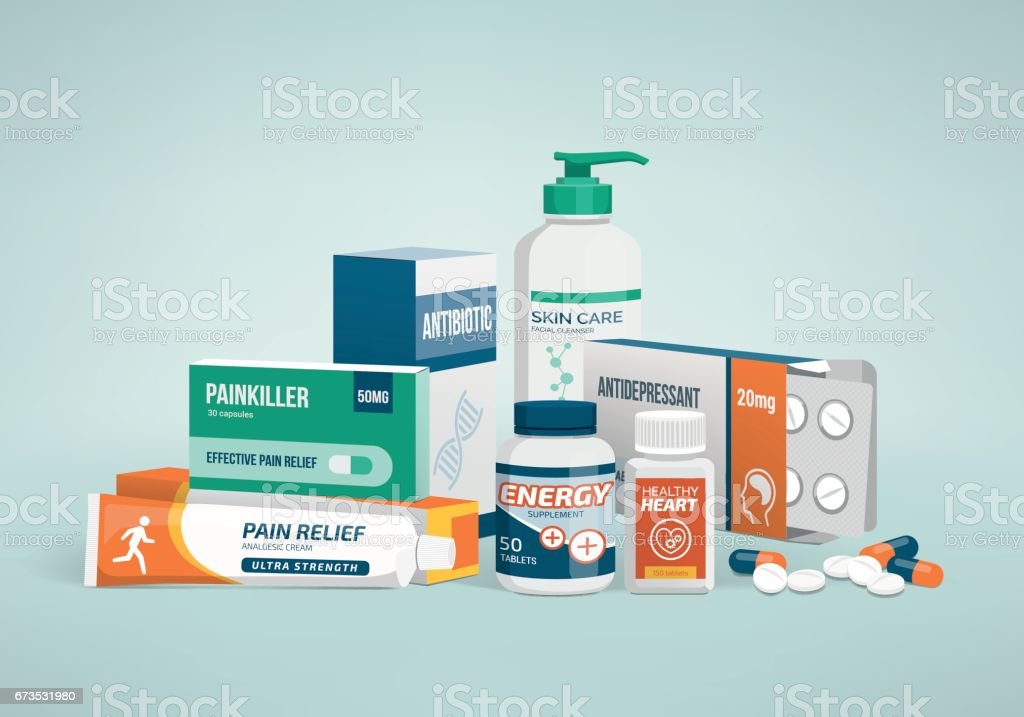 iStock
by Getty Images™
SKIN CARE
FACIAL CLEANSER
ANTIBIOTIC
PAINKILLER
50MG
30 capsules
EFFECTIVE PAIN RELIEF
ANTIDEPRESSANT
20mg
ENERGY
SUPPLEMENT
50
TABLETS
HEALTHY
HEART
150 tablets
PAIN RELIEF
ANALGESIC CREAM
ULTRA STRENGTH
673531980